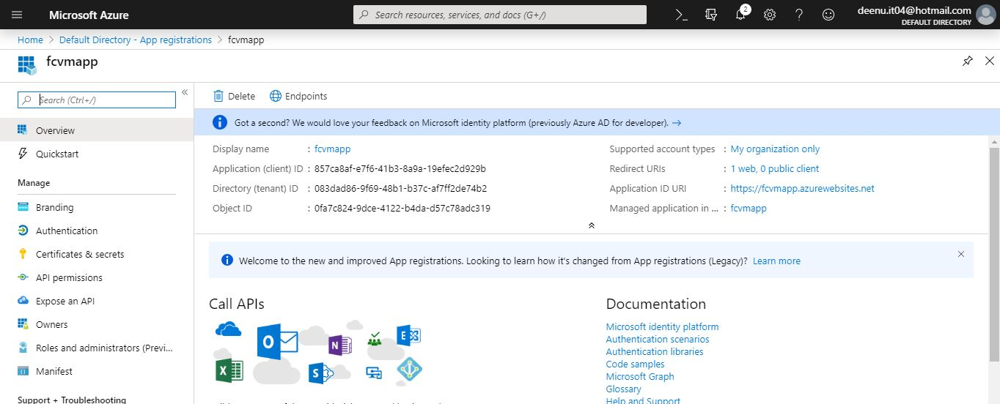 Microsoft Azure
Search resources, services, and docs (G+/)
2
deenu.it04@hotmail.com
DEFAULT DIRECTORY
Home > Default Directory - App registrations > fcvmapp
fcvmapp
Search (Ctrl+/)
«
Overview
Quickstart
Manage
Branding
Authentication
Certificates & secrets
API permissions
Expose an API
Owners
Roles and administrators (Previ...
Manifest
Support + Troubleshooting
Delete
Endpoints
Got a second? We would love your feedback on Microsoft identity platform (previously Azure AD for developer). →
Display name : fcvmapp
Application (client) ID : 857ca8af-e7f6-41b3-8a9a-19efec2d929b
Directory (tenant) ID : 083dad86-9f69-48b1-b37c-af7ff2de74b2
Object ID : 0fa7c824-9dce-4122-b4da-d57c78adc319
Supported account types : My organization only
Redirect URIs : 1 web, 0 public client
Application ID URI : https://fcvmapp.azurewebsites.net
Managed application in ... : fcvmapp
Welcome to the new and improved App registrations. Looking to learn how it's changed from App registrations (Legacy)? Learn more
Call APIs
Documentation
Microsoft identity platform
Authentication scenarios
Authentication libraries
Code samples
Microsoft Graph
Glossary
Help and Support